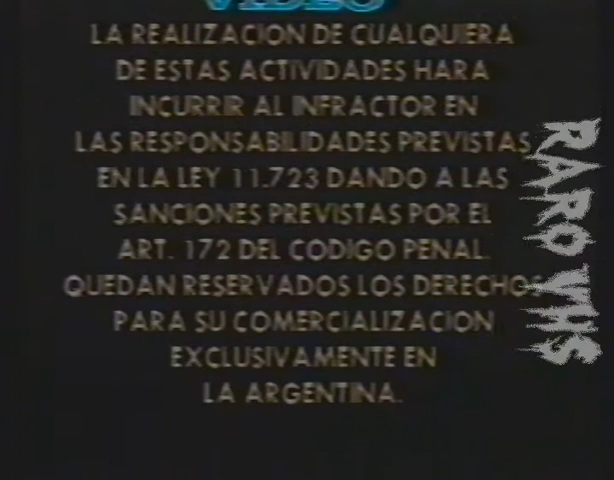 VIDEO
LA REALIZACION DE CUALQUIERA
DE ESTAS ACTIVIDADES HARA
INCURRIR AL INFRACTOR EN
LAS RESPONSABILIDADES PREVISTAS
EN LA LEY 11.723 DANDO A LAS
SANCIONES PREVISTAS POR EL
ART. 172 DEL CODIGO PENAL.
QUEDAN RESERVADOS LOS DERECHOS
PARA SU COMERCIALIZACION
EXCLUSIVAMENTE EN
LA ARGENTINA.
RARO VHS